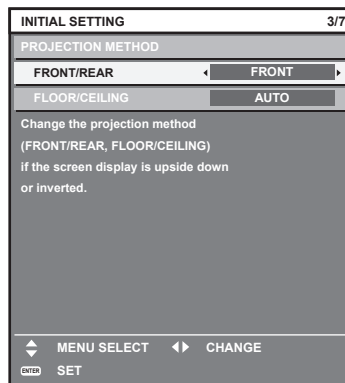 INITIAL SETTING 3/7
PROJECTION METHOD
FRONT/REAR FRONT
FLOOR/CEILING AUTO
Change the projection method
(FRONT/REAR, FLOOR/CEILING)
if the screen display is upside down
or inverted.
MENU SELECT CHANGE
ENTER SET